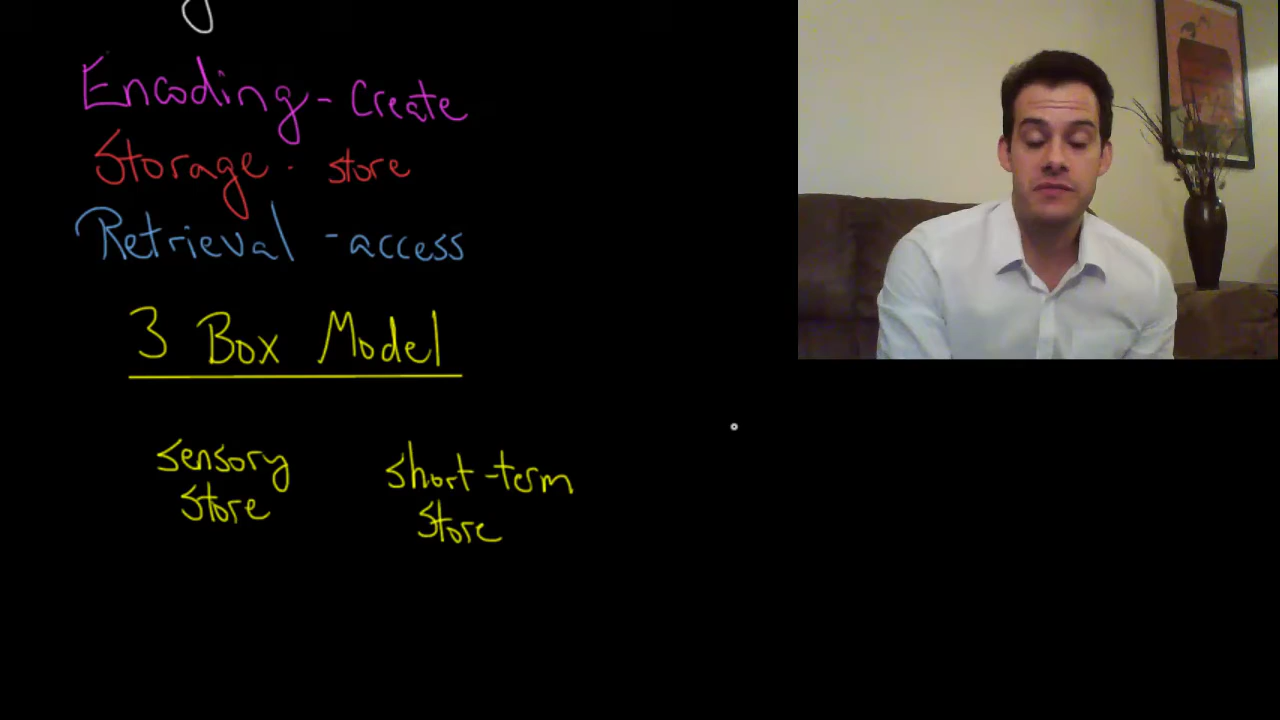 Encoding - create
Storage - store
Retrieval - access
3 Box Model
sensory
store
short-term
store